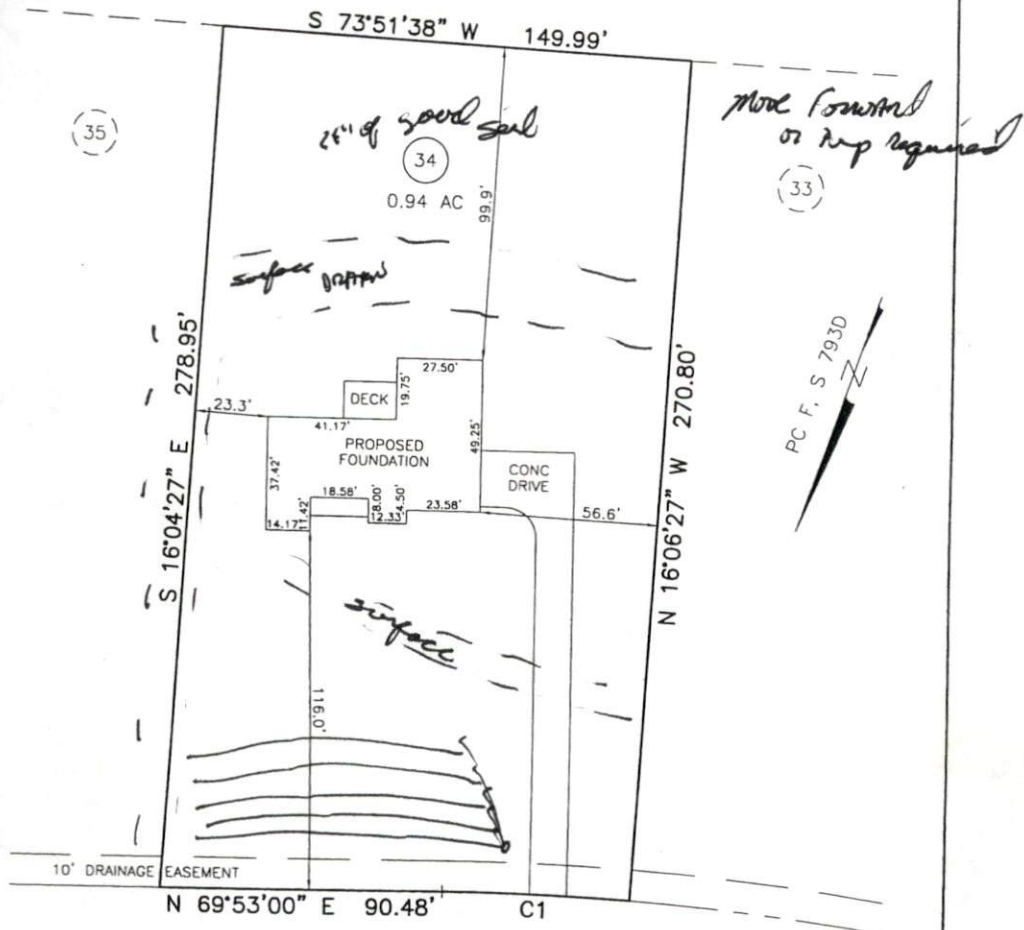 S 73°51'38" W 149.99'
35
28" of good soil
34
0.94 AC
99.9'
Move Forward
or Pump required
33
surface DRAIN
278.95'
S 16°04'27" E
23.3'
27.50'
19.75'
DECK
41.17'
PROPOSED
FOUNDATION
49.25'
37.42'
18.58'
8.00'
4.50'
23.58'
12.33'
14.17'
11.42'
CONC
DRIVE
56.6'
270.80'
N 16°06'27" W
PC F, S 793D
N
surface
116.0'
10' DRAINAGE EASEMENT
N 69°53'00" E 90.48' C1